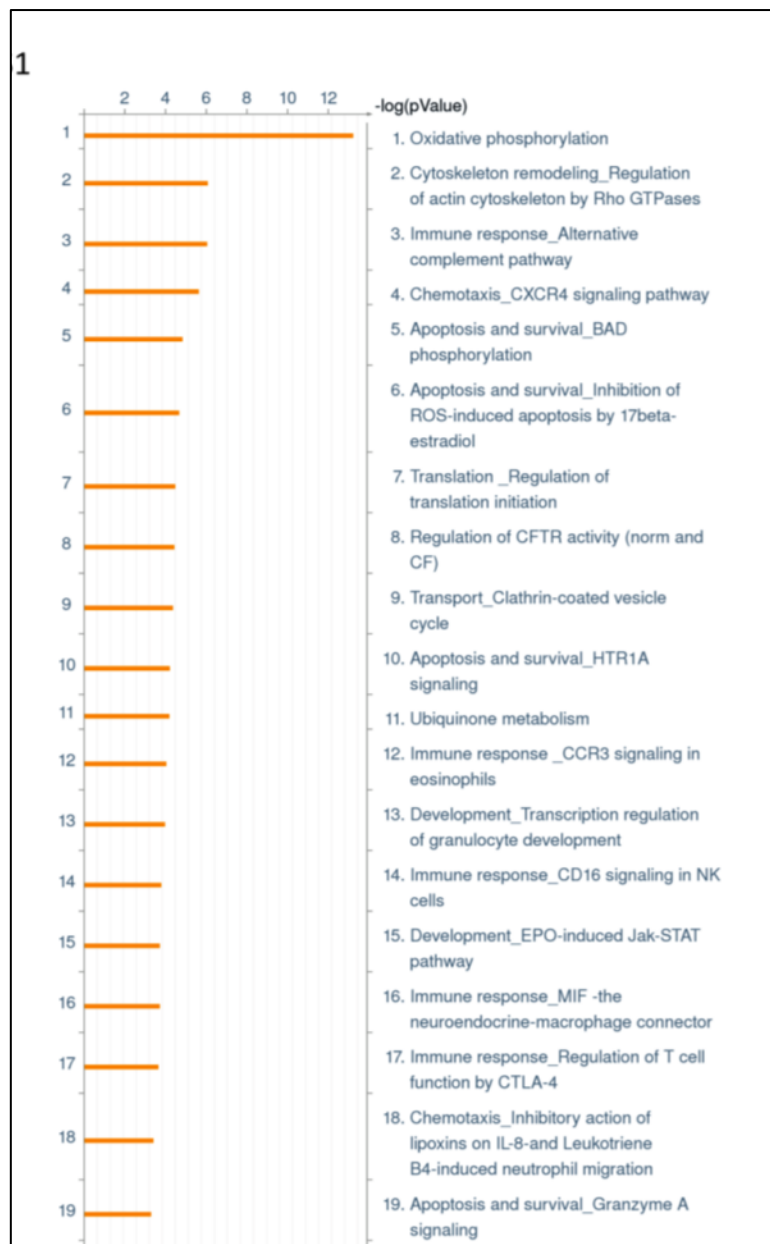 1
2 4 6 8 10 12
-log(pValue)
1
1. Oxidative phosphorylation
2
2. Cytoskeleton remodeling_Regulation
of actin cytoskeleton by Rho GTPases
3
3. Immune response_Alternative
complement pathway
4
4. Chemotaxis_CXCR4 signaling pathway
5
5. Apoptosis and survival_BAD
phosphorylation
6
6. Apoptosis and survival_Inhibition of
ROS-induced apoptosis by 17beta-
estradiol
7
7. Translation _Regulation of
translation initiation
8
8. Regulation of CFTR activity (norm and
CF)
9
9. Transport_Clathrin-coated vesicle
cycle
10
10. Apoptosis and survival_HTR1A
signaling
11
11. Ubiquinone metabolism
12
12. Immune response _CCR3 signaling in
eosinophils
13
13. Development_Transcription regulation
of granulocyte development
14
14. Immune response_CD16 signaling in NK
cells
15
15. Development_EPO-induced Jak-STAT
pathway
16
16. Immune response_MIF -the
neuroendocrine-macrophage connector
17
17. Immune response_Regulation of T cell
function by CTLA-4
18
18. Chemotaxis_Inhibitory action of
lipoxins on IL-8-and Leukotriene
B4-induced neutrophil migration
19
19. Apoptosis and survival_Granzyme A
signaling